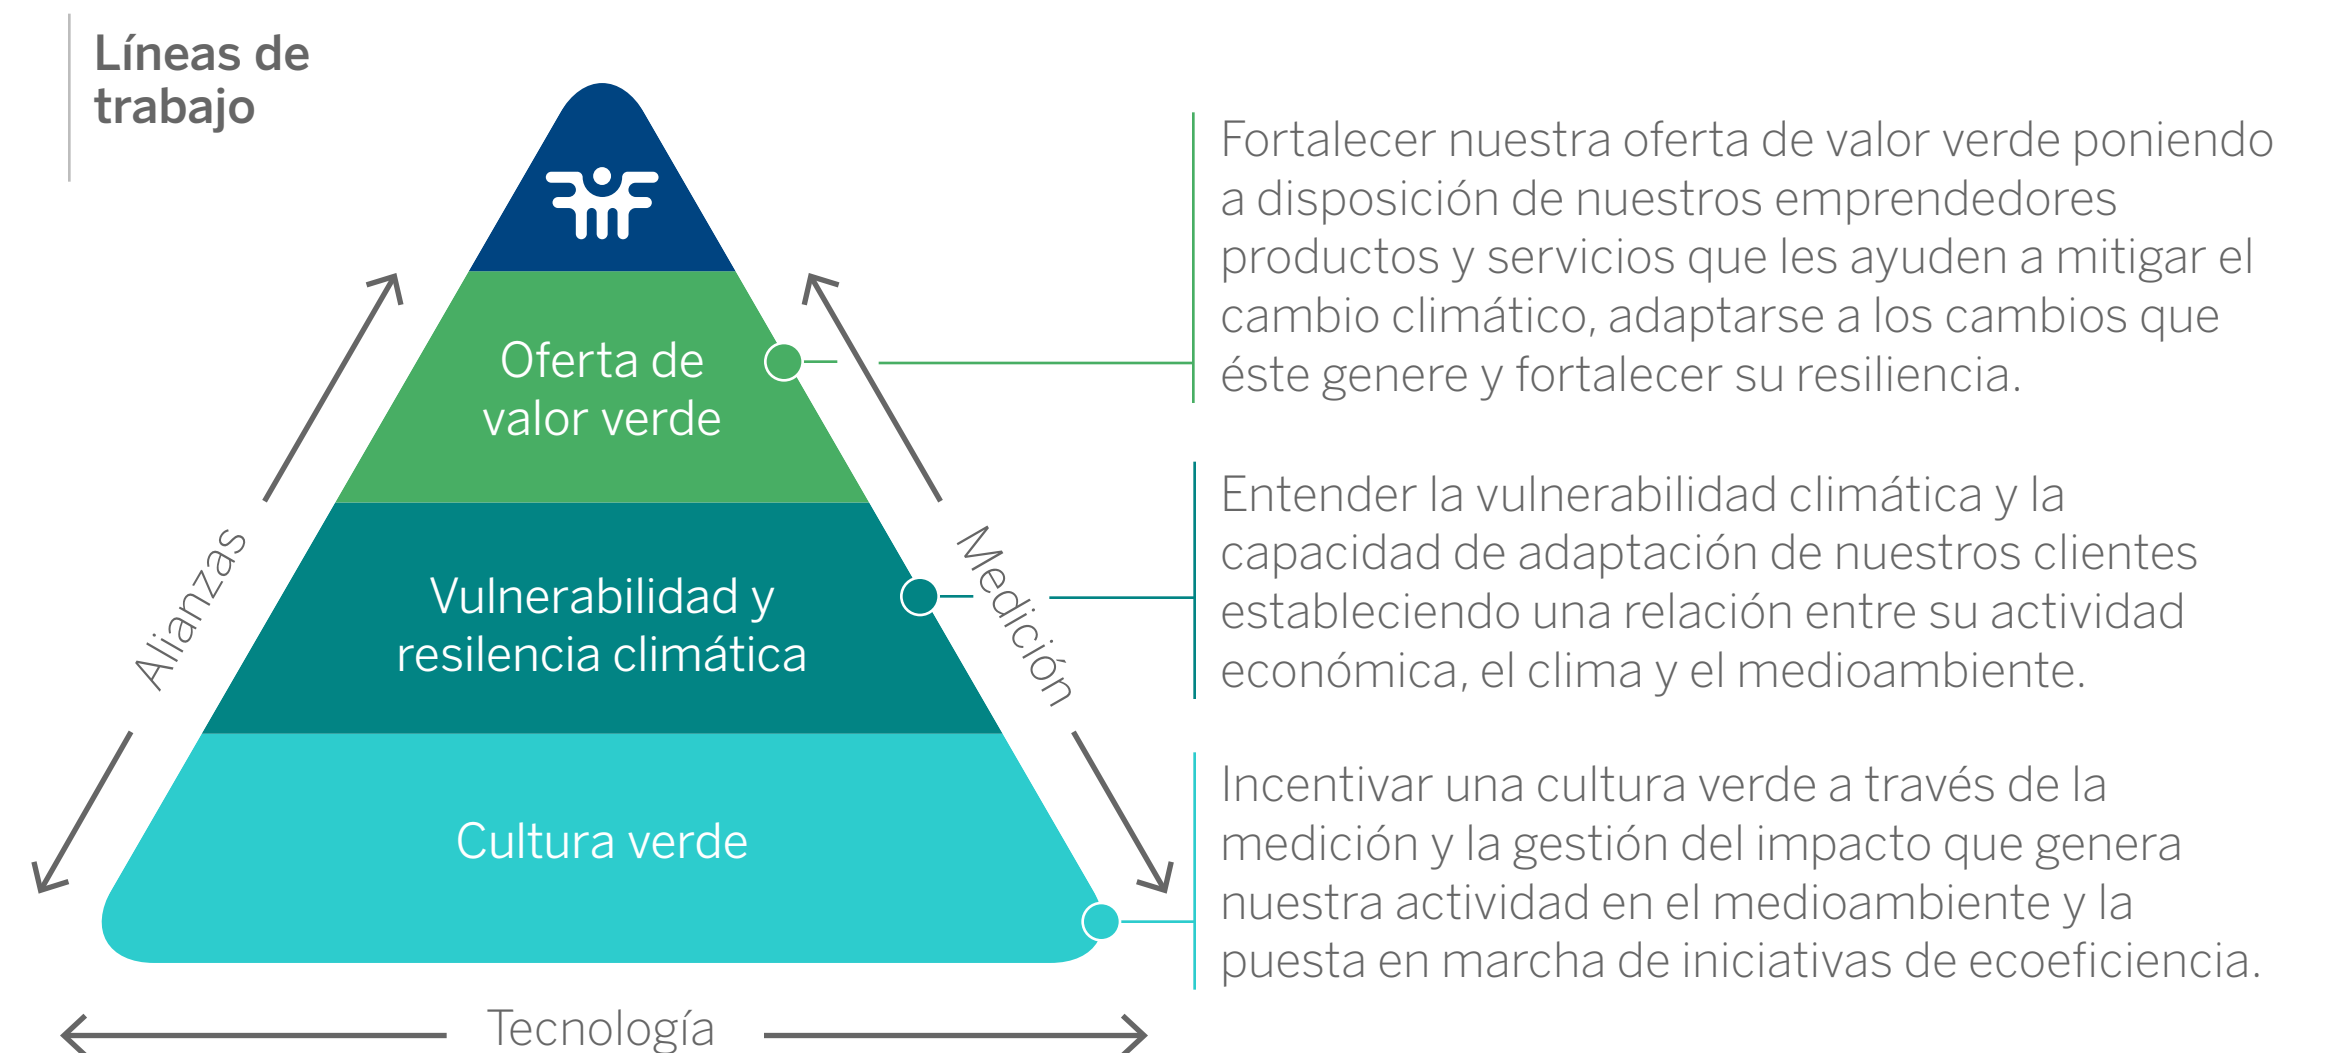 Líneas de
trabajo
Oferta de
valor verde
Vulnerabilidad y
resilencia climática
Cultura verde
Alianzas
Medición
Tecnología
Fortalecer nuestra oferta de valor verde poniendo
a disposición de nuestros emprendedores
productos y servicios que les ayuden a mitigar el
cambio climático, adaptarse a los cambios que
éste genere y fortalecer su resiliencia.
Entender la vulnerabilidad climática y la
capacidad de adaptación de nuestros clientes
estableciendo una relación entre su actividad
económica, el clima y el medioambiente.
Incentivar una cultura verde a través de la
medición y la gestión del impacto que genera
nuestra actividad en el medioambiente y la
puesta en marcha de iniciativas de ecoeficiencia.